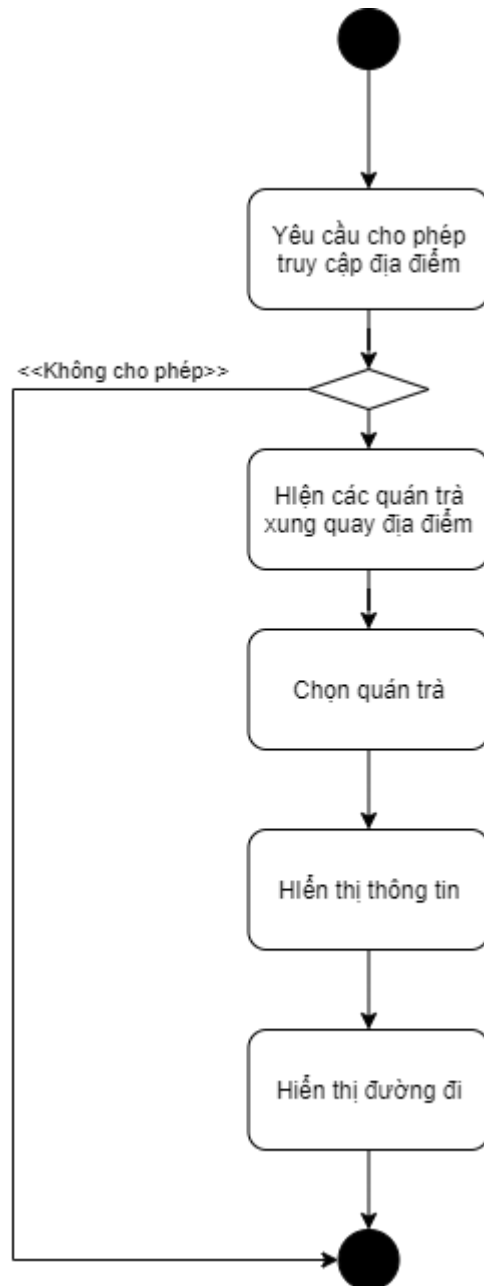 Yêu cầu cho phép
truy cập địa điểm
<<Không cho phép>>
HIện các quán trà
xung quay địa điểm
Chọn quán trà
HIển thị thông tin
Hiển thị đường đi